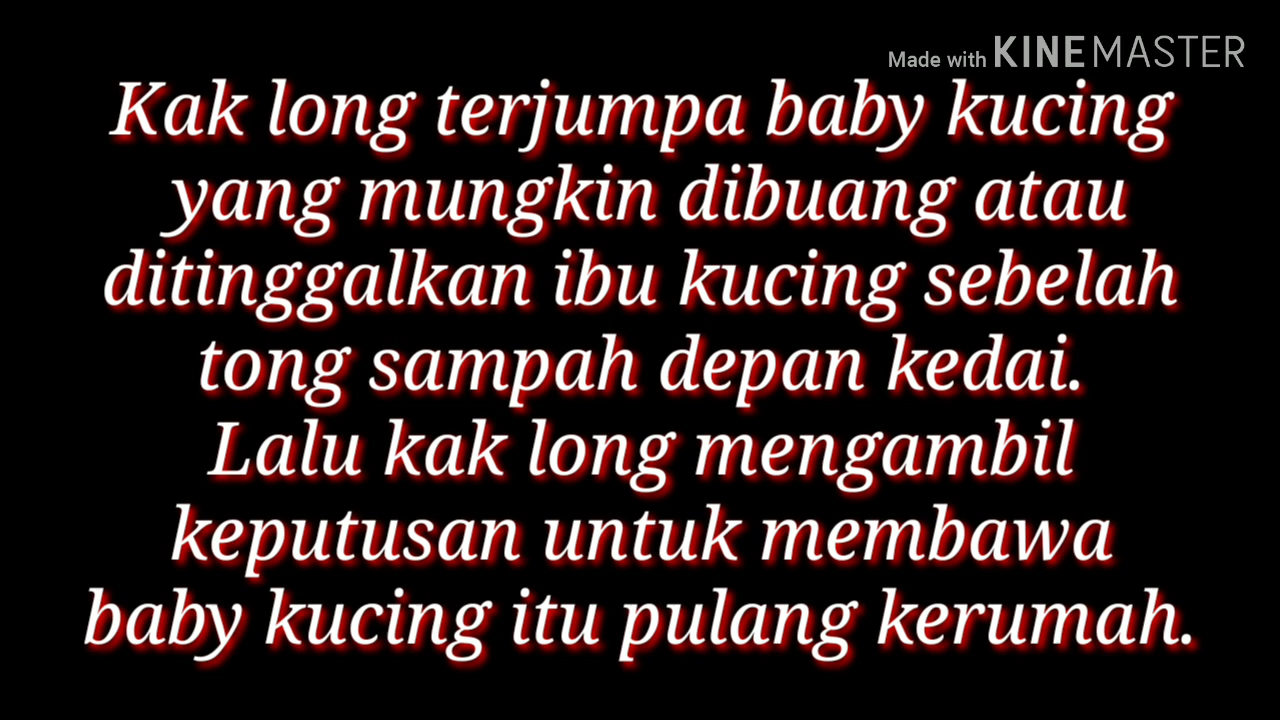 Made with KINEMASTER
Kak long terjumpa baby kucing
yang mungkin dibuang atau
ditinggalkan ibu kucing sebelah
tong sampah depan kedai.
Lalu kak long mengambil
keputusan untuk membawa
baby kucing itu pulang kerumah.